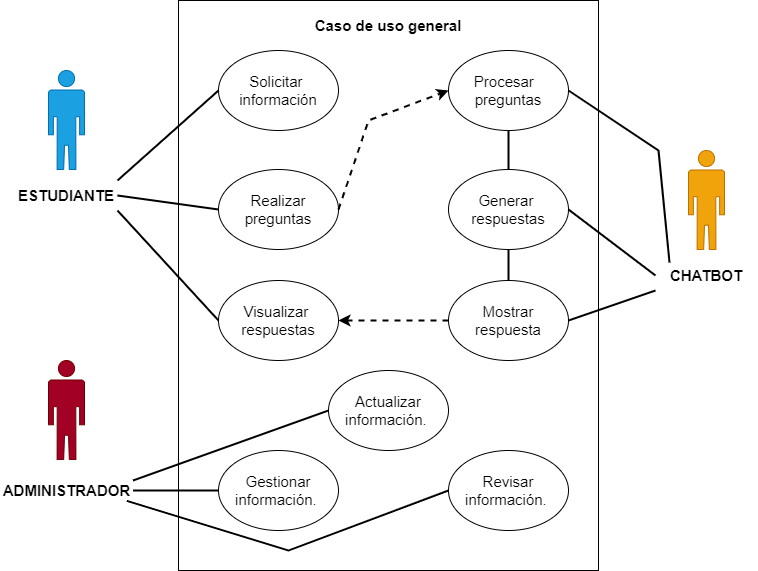 Caso de uso general
Solicitar
información
Procesar
preguntas
ESTUDIANTE
Realizar
preguntas
Generar
respuestas
CHATBOT
Visualizar
respuestas
Mostrar
respuesta
Actualizar
información.
ADMINISTRADOR
Gestionar
información.
Revisar
información.